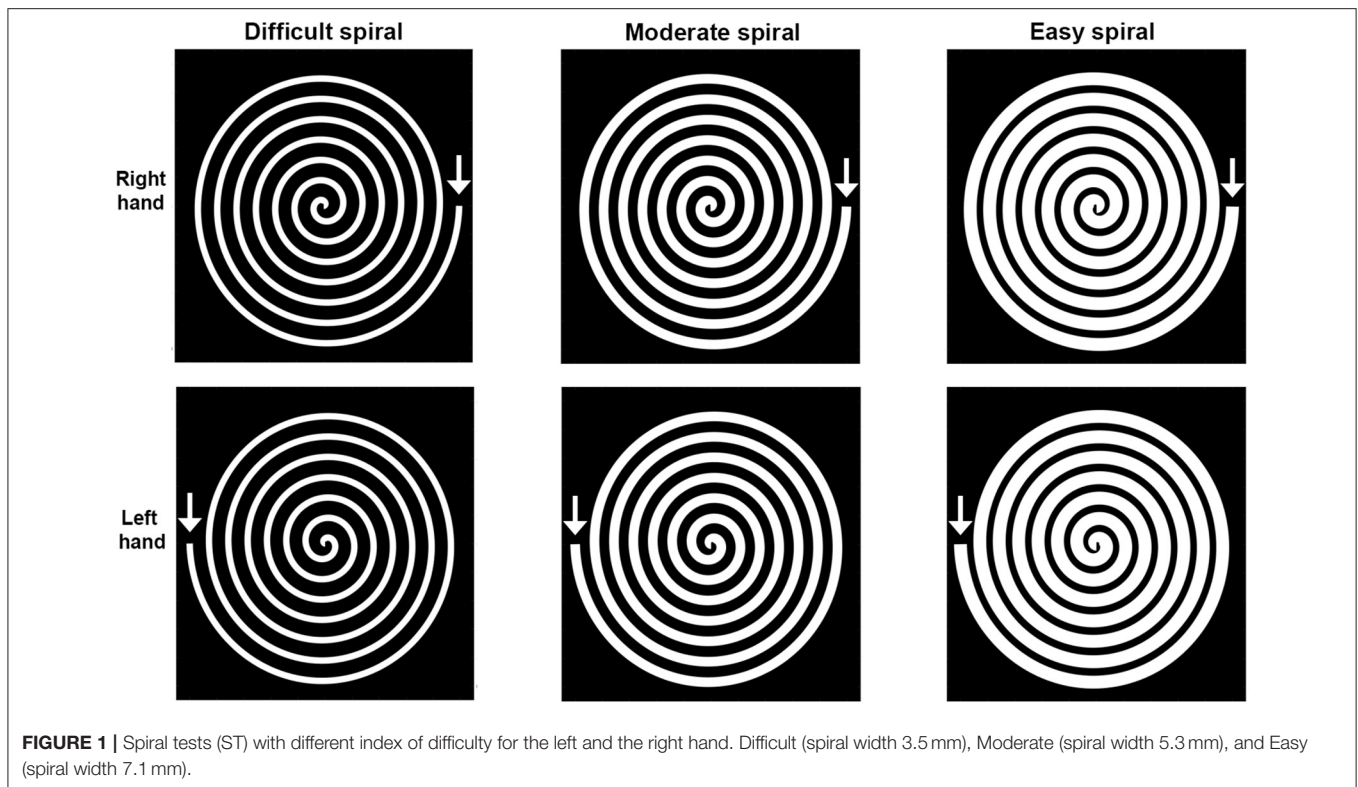 Difficult spiral
Moderate spiral
Easy spiral
Right
hand
Left
hand
FIGURE 1 | Spiral tests (ST) with different index of difficulty for the left and the right hand. Difficult (spiral width 3.5 mm), Moderate (spiral width 5.3 mm), and Easy
(spiral width 7.1 mm).